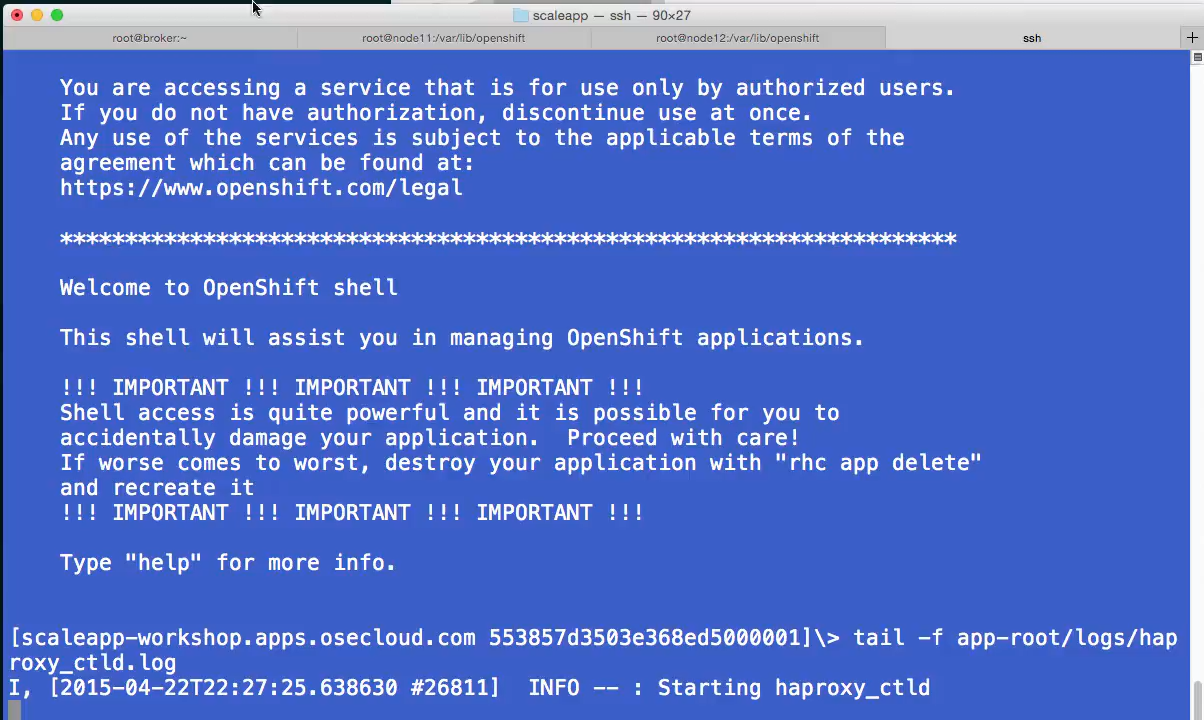 scaleapp — ssh — 90×27
root@broker:~ root@node11:/var/lib/openshift root@node12:/var/lib/openshift ssh
You are accessing a service that is for use only by authorized users.
If you do not have authorization, discontinue use at once.
Any use of the services is subject to the applicable terms of the
agreement which can be found at:
https://www.openshift.com/legal
*********************************************************************
Welcome to OpenShift shell
This shell will assist you in managing OpenShift applications.
!!! IMPORTANT !!! IMPORTANT !!! IMPORTANT !!!
Shell access is quite powerful and it is possible for you to
accidentally damage your application.  Proceed with care!
If worse comes to worst, destroy your application with "rhc app delete"
and recreate it
!!! IMPORTANT !!! IMPORTANT !!! IMPORTANT !!!
Type "help" for more info.
[scaleapp-workshop.apps.osecloud.com 553857d3503e368ed5000001]\> tail -f app-root/logs/hap
roxy_ctld.log
I, [2015-04-22T22:27:25.638630 #26811]  INFO -- : Starting haproxy_ctld